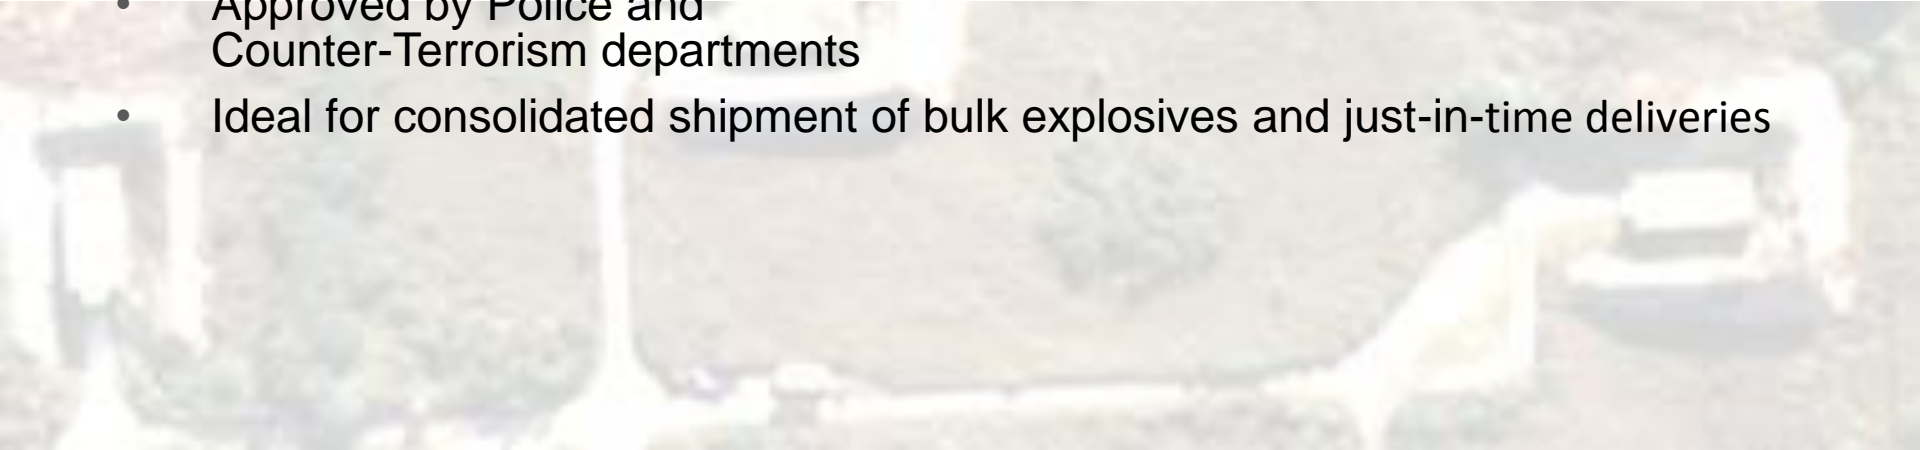 • Approved by Police and
Counter-Terrorism departments
• Ideal for consolidated shipment of bulk explosives and just-in-time deliveries